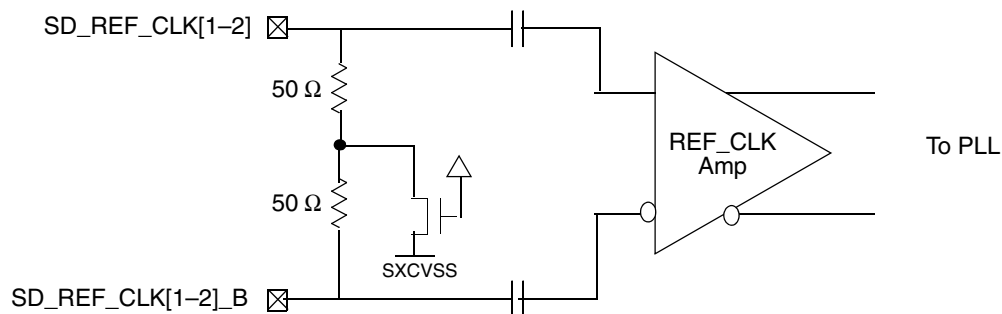 SD_REF_CLK[1–2]
50 Ω
REF_CLK
Amp
To PLL
50 Ω
SXCVSS
SD_REF_CLK[1–2]_B